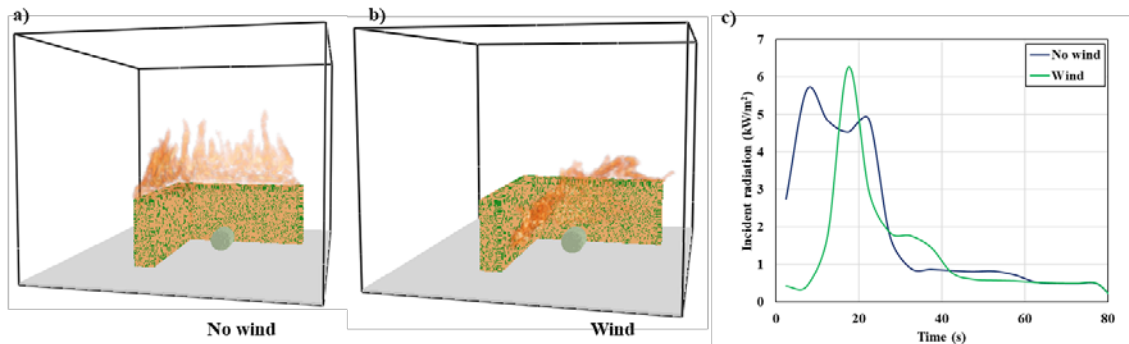 a)
No wind
b)
Wind
c)
Incident radiation (kW/m²)
7
6
5
4
3
2
1
0
0
20
40
60
80
Time (s)
No wind
Wind